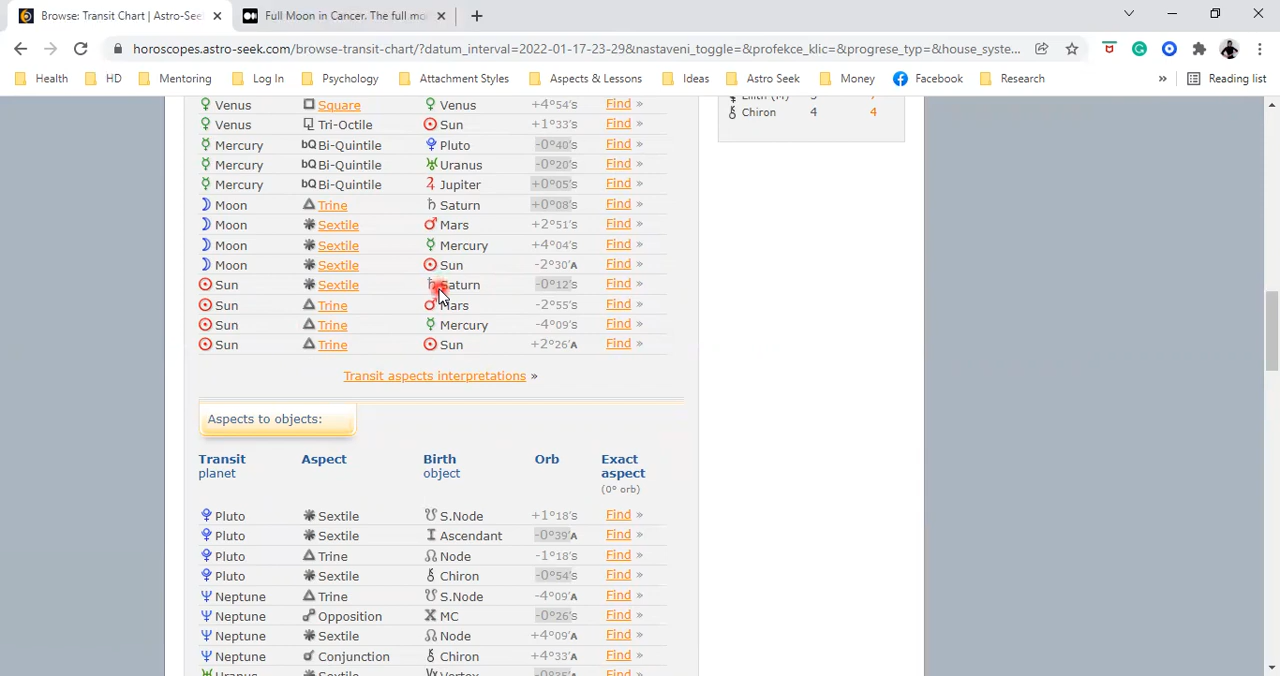 Browse: Transit Chart | Astro-See
Full Moon in Cancer. The full mo
horoscopes.astro-seek.com/browse-transit-chart/?datum_interval=2022-01-17-23-29&nastaveni_toggle=&profekce_klic=&progrese_typ=&house_syste...
Health HD Mentoring Log In Psychology Attachment Styles Aspects & Lessons Ideas Astro Seek Money Facebook Research » Reading list
Venus Square Venus +4°54's Find »
Chiron 4 4
Venus Tri-Octile Sun +1°33's Find »
Mercury bQ Bi-Quintile Pluto -0°40's Find »
Mercury bQ Bi-Quintile Uranus -0°20's Find »
Mercury bQ Bi-Quintile Jupiter +0°05's Find »
Moon Trine Saturn +0°08's Find »
Moon Sextile Mars +2°51's Find »
Moon Sextile Mercury +4°04's Find »
Moon Sextile Sun -2°30'A Find »
Sun Sextile Saturn -0°12's Find »
Sun Trine Mars -2°55's Find »
Sun Trine Mercury -4°09's Find »
Sun Trine Sun +2°26'A Find »
Transit aspects interpretations »
Aspects to objects:
Transit Aspect Birth Orb Exact
planet object aspect
(0° orb)
Pluto Sextile S.Node +1°18's Find »
Pluto Sextile Ascendant -0°39'A Find »
Pluto Trine Node -1°18's Find »
Pluto Sextile Chiron -0°54's Find »
Neptune Trine S.Node -4°09'A Find »
Neptune Opposition MC -0°26's Find »
Neptune Sextile Node +4°09'A Find »
Neptune Conjunction Chiron +4°33'A Find »